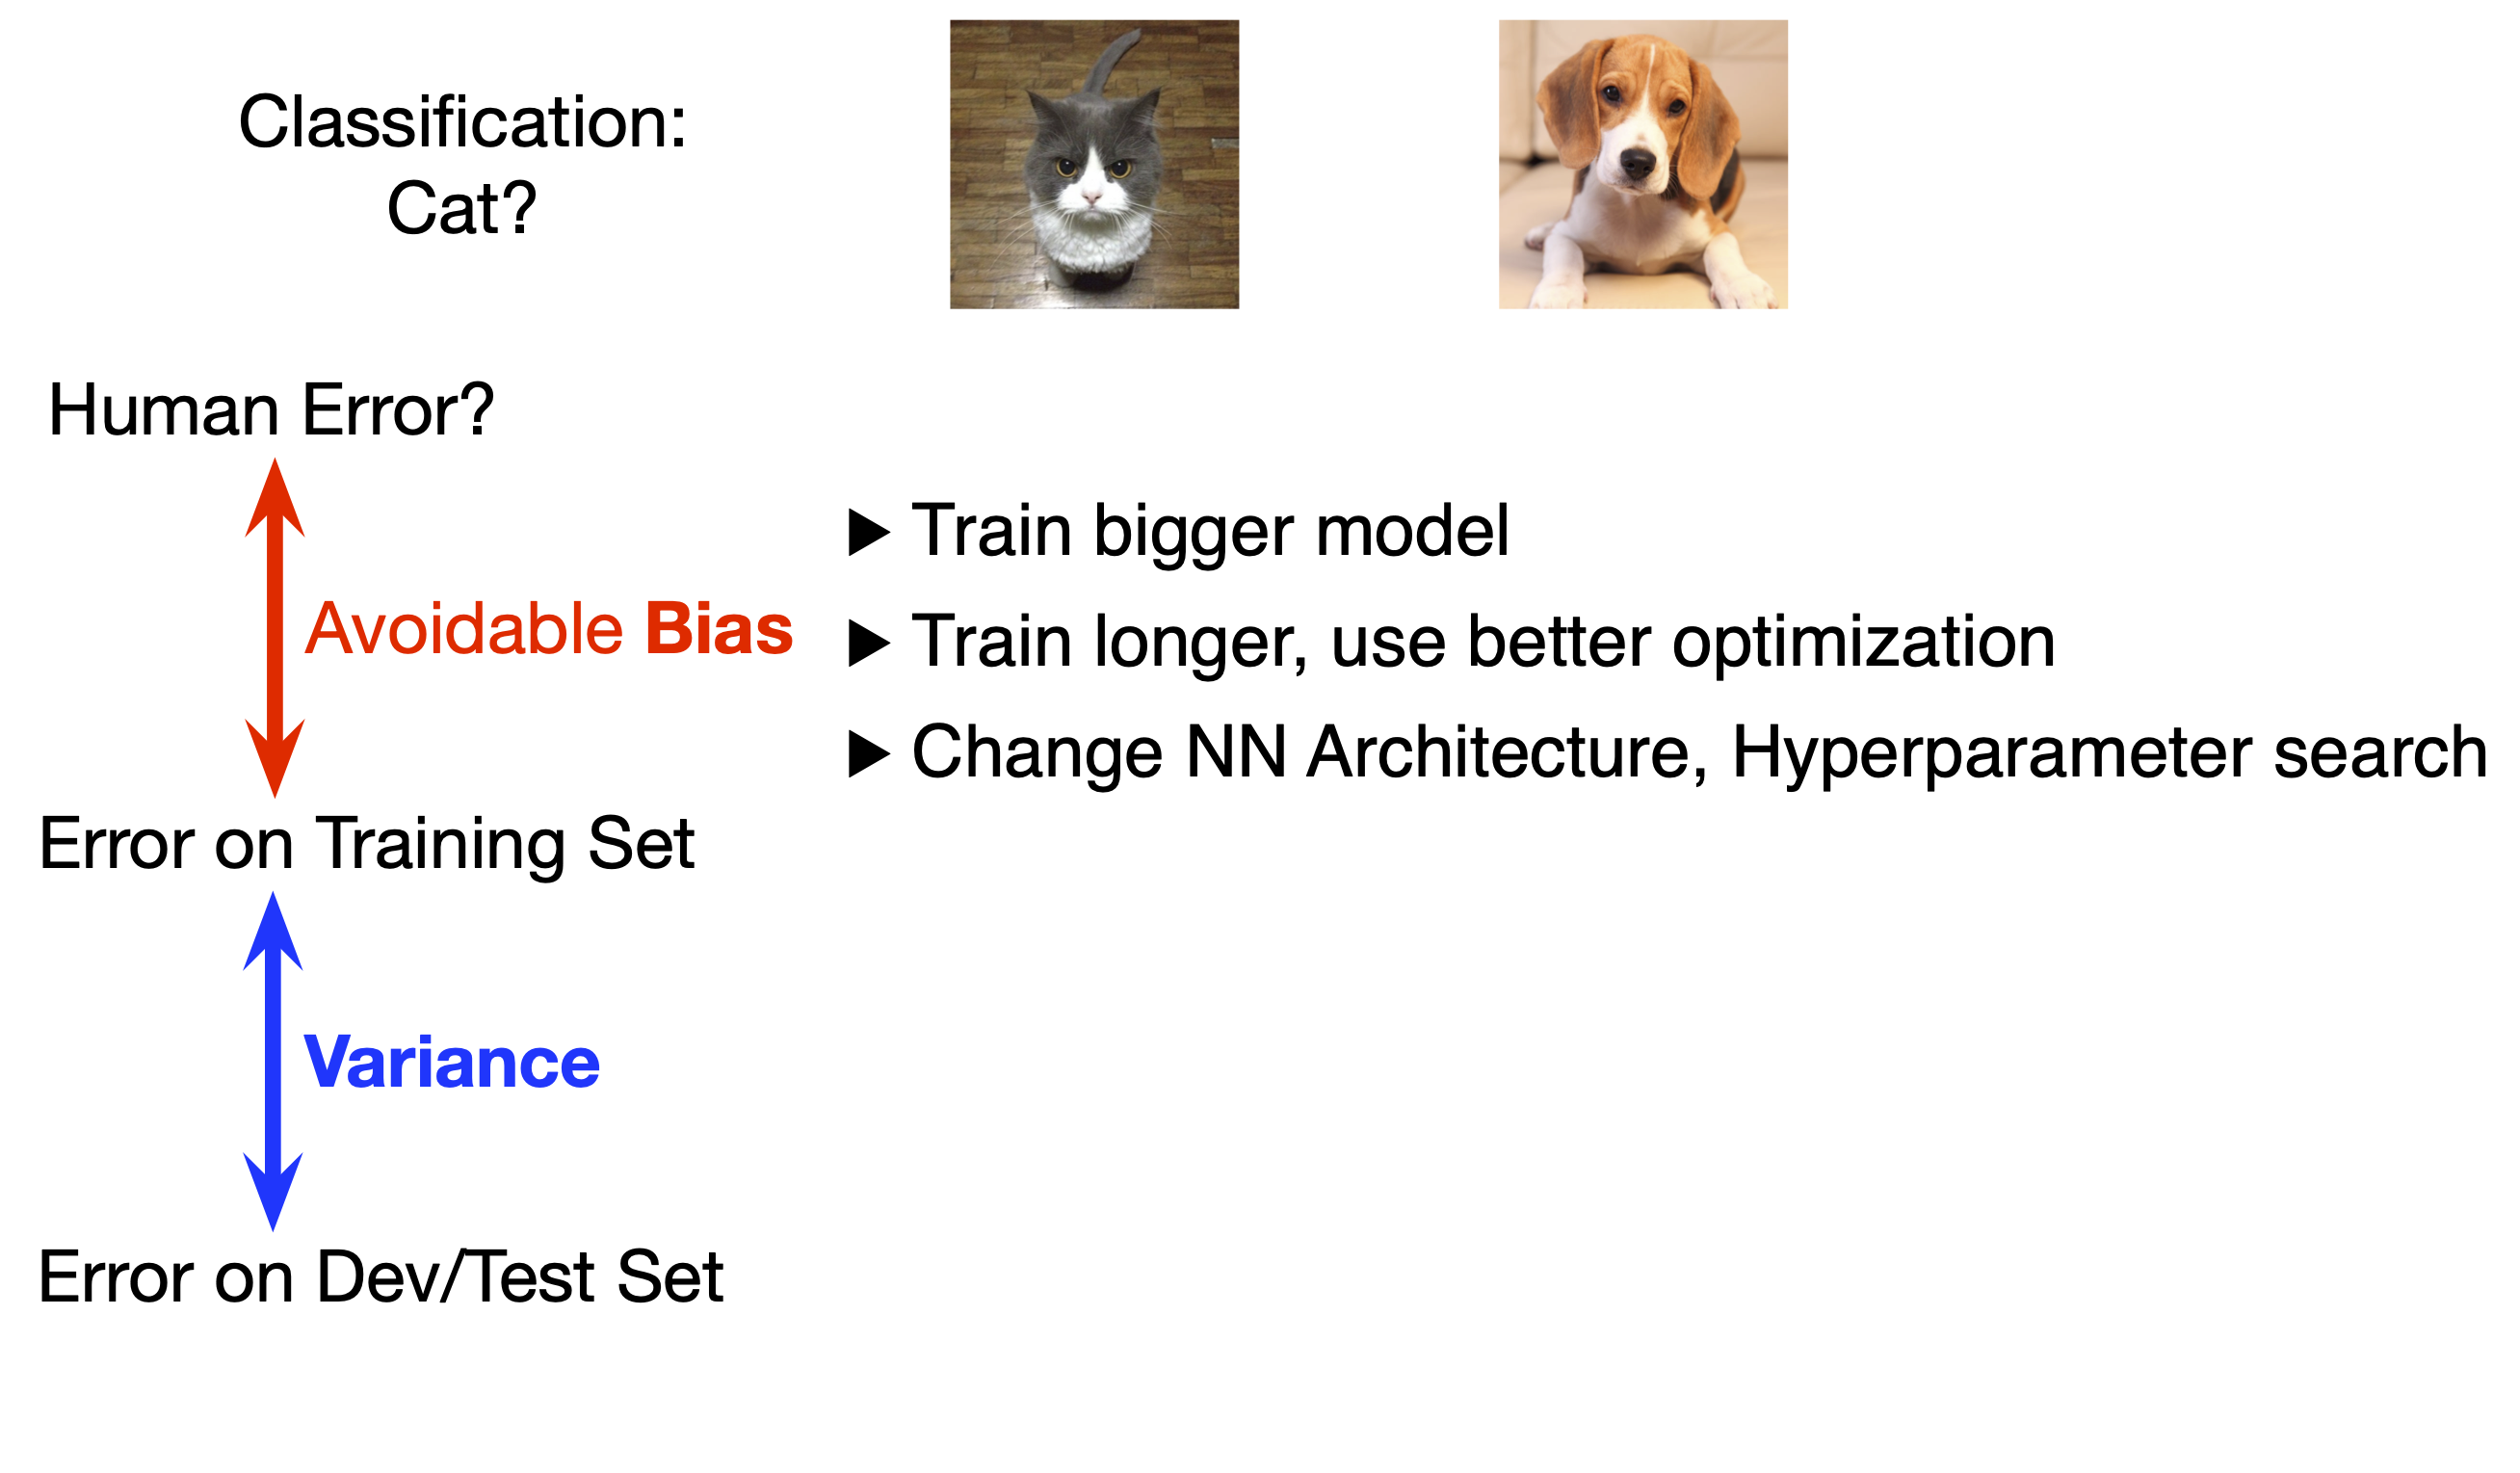 Classification:
Cat?
Human Error?
Avoidable Bias
▶ Train bigger model
▶ Train longer, use better optimization
▶ Change NN Architecture, Hyperparameter search
Error on Training Set
Variance
Error on Dev/Test Set